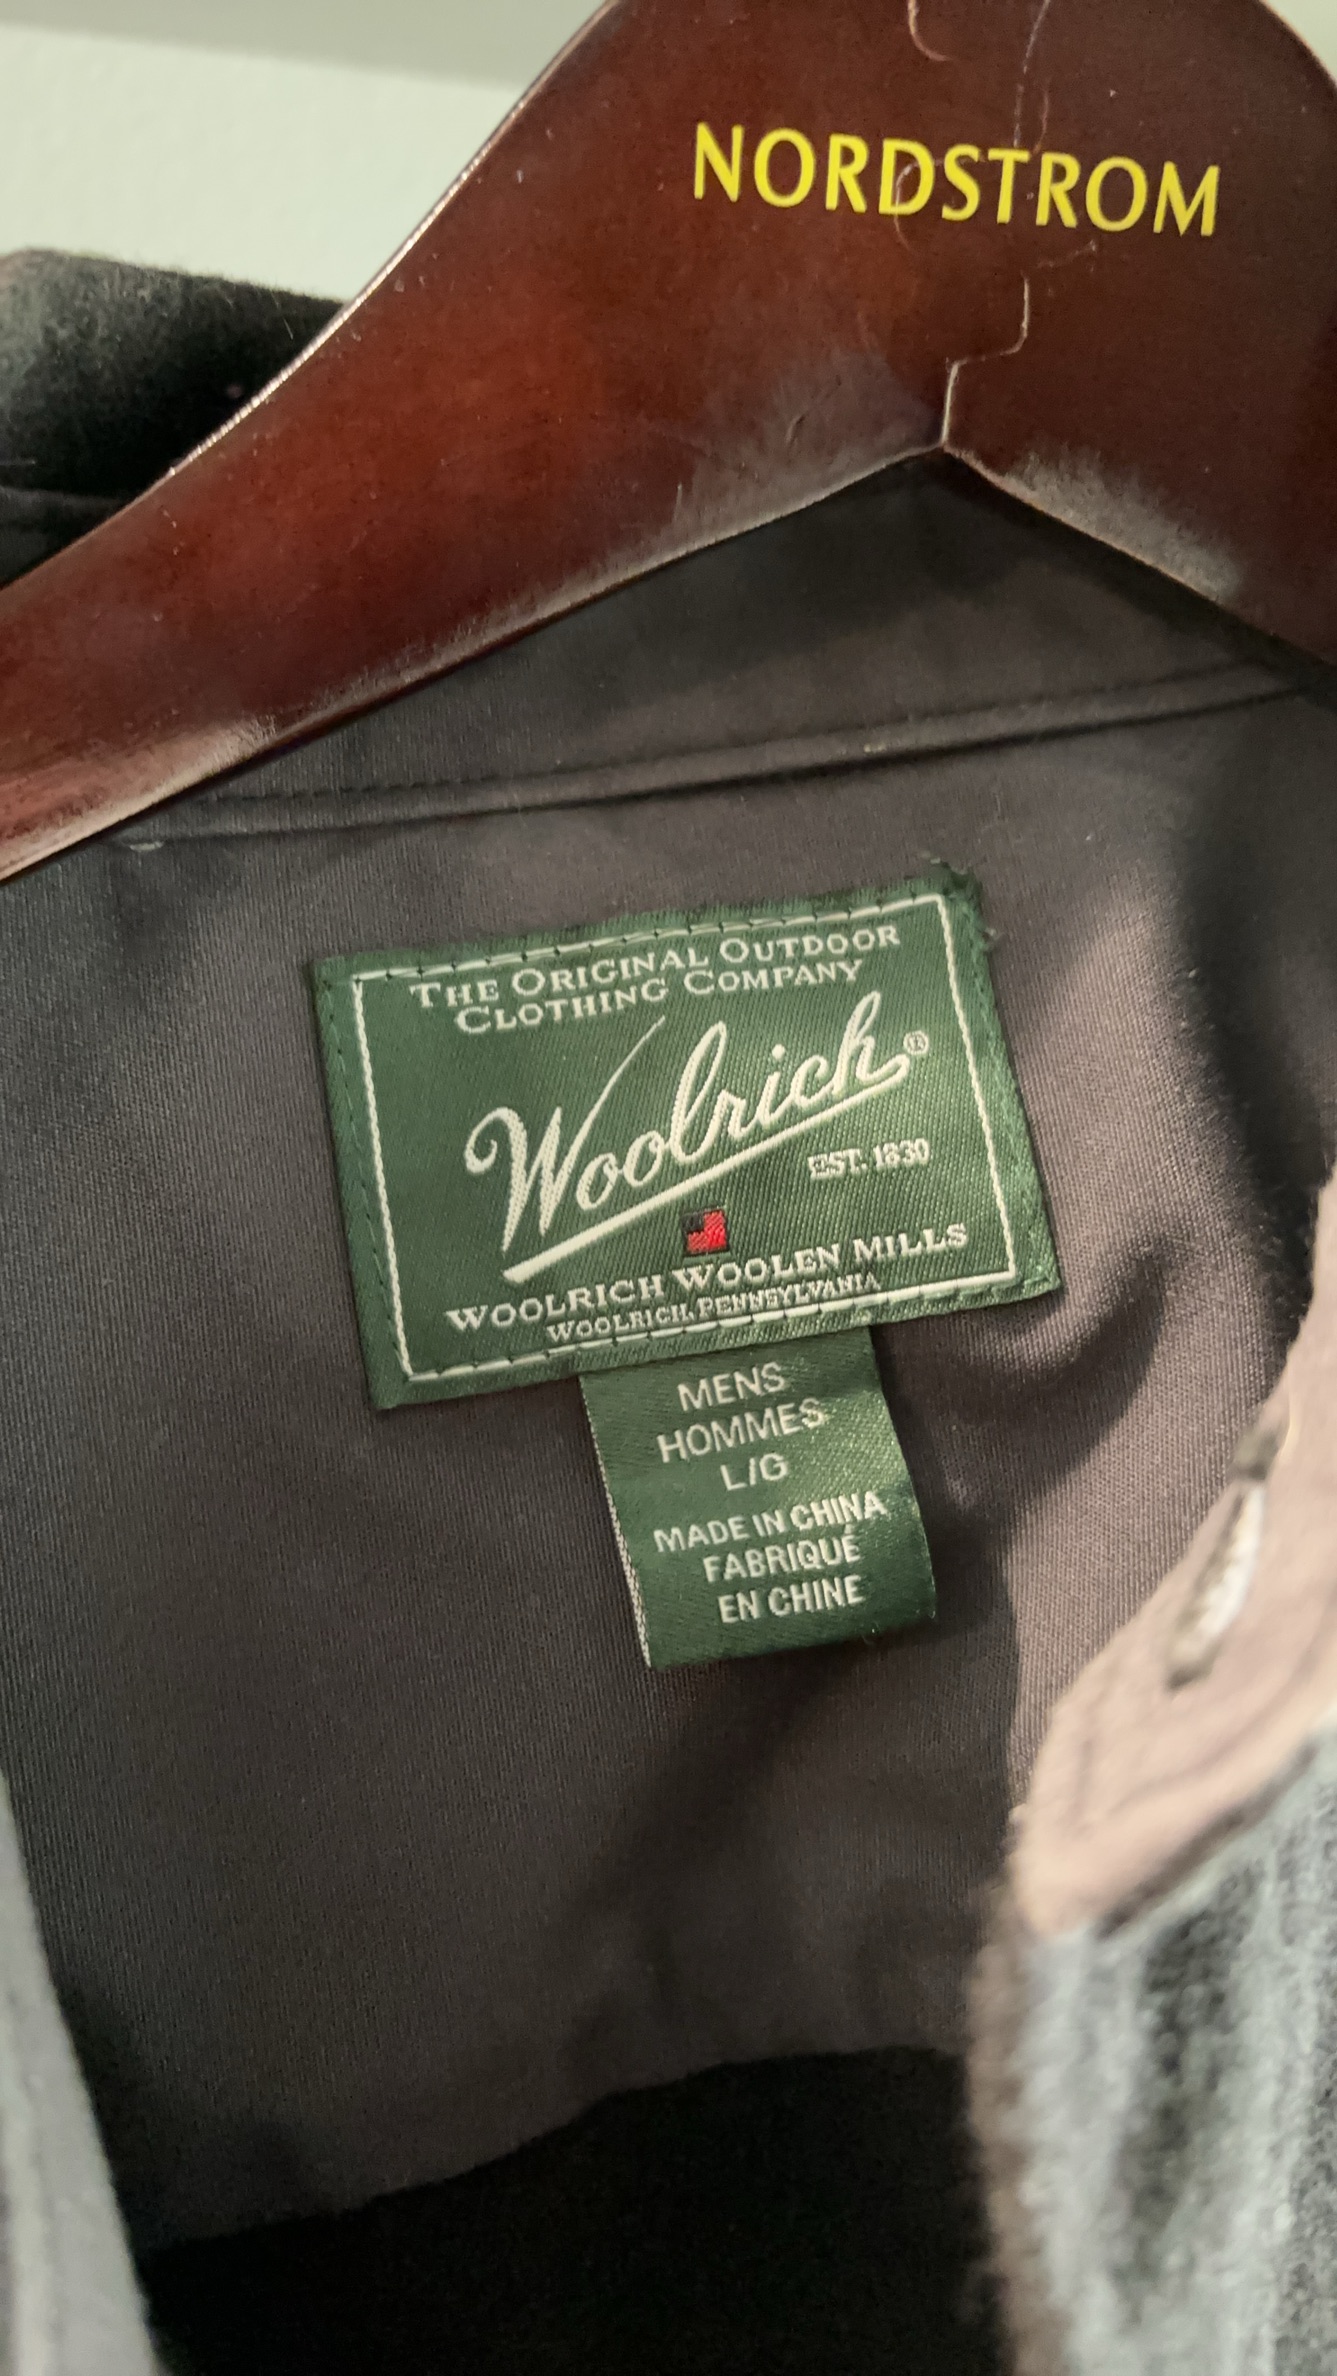 NORDSTROM
THE ORIGINAL OUTDOOR
CLOTHING COMPANY
Woolrich®
EST. 1830
WOOLRICH WOOLEN MILLS
WOOLRICH, PENNSYLVANIA
MENS
HOMMES
L/G
MADE IN CHINA
FABRIQUÉ
EN CHINE